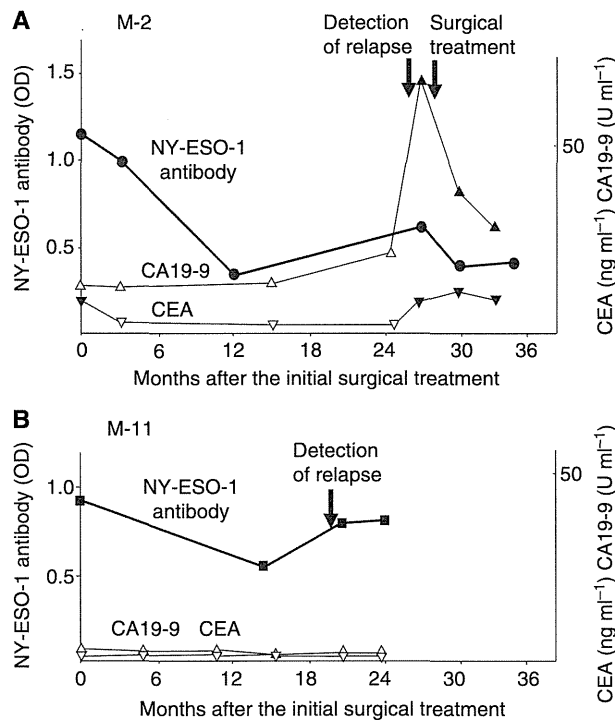 A
M-2
Detection of relapse
Surgical treatment
NY-ESO-1 antibody (OD)
1.5
1.0
0.5
NY-ESO-1 antibody
CA19-9
CEA
50
CEA (ng ml−1) CA19-9 (U ml−1)
0 6 12 18 24 30 36
Months after the initial surgical treatment
B
M-11
Detection of relapse
NY-ESO-1 antibody (OD)
1.0
0.5
NY-ESO-1 antibody
CA19-9 CEA
50
CEA (ng ml−1) CA19-9 (U ml−1)
0 6 12 18 24 30 36
Months after the initial surgical treatment